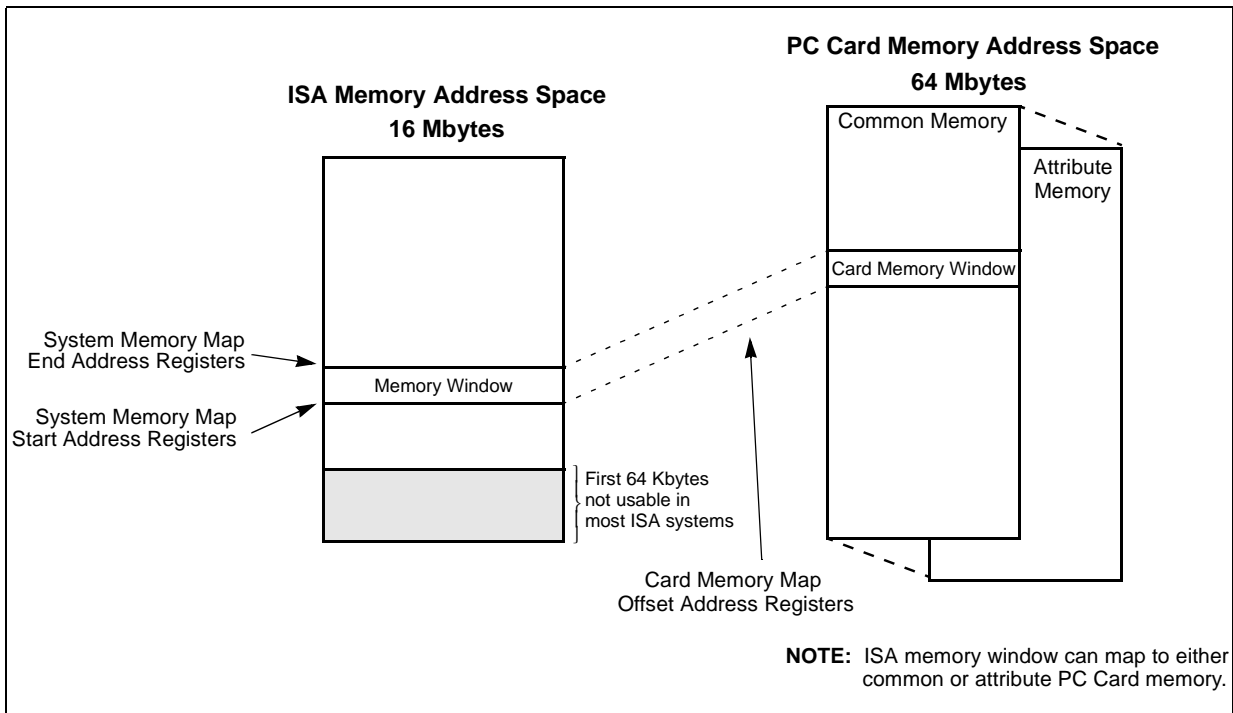 PC Card Memory Address Space
64 Mbytes
ISA Memory Address Space
16 Mbytes
Common Memory
Attribute
Memory
Card Memory Window
System Memory Map
End Address Registers
Memory Window
System Memory Map
Start Address Registers
First 64 Kbytes
not usable in
most ISA systems
Card Memory Map
Offset Address Registers
NOTE: ISA memory window can map to either
common or attribute PC Card memory.